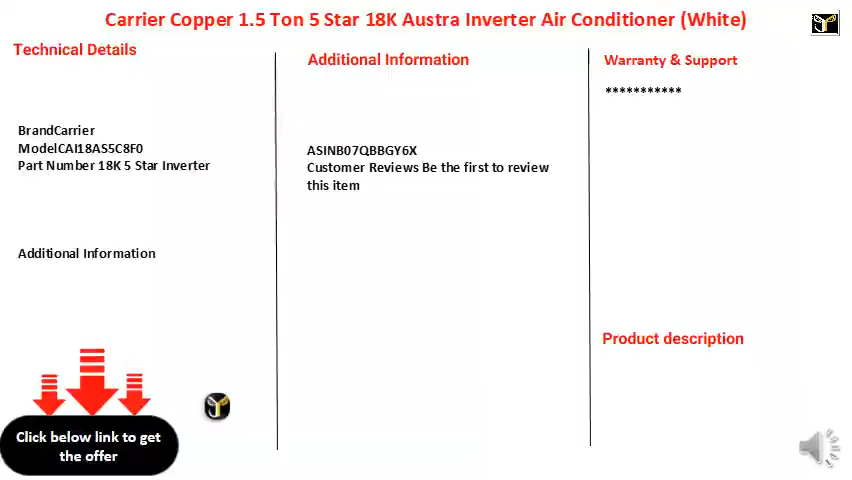 Carrier Copper 1.5 Ton 5 Star 18K Austra Inverter Air Conditioner (White)
Technical Details
BrandCarrier
ModelCAI18AS5C8F0
Part Number 18K 5 Star Inverter
Additional Information
Click below link to get
the offer
Additional Information
ASINB07QBBGY6X
Customer Reviews Be the first to review
this item
Warranty & Support
***********
Product description